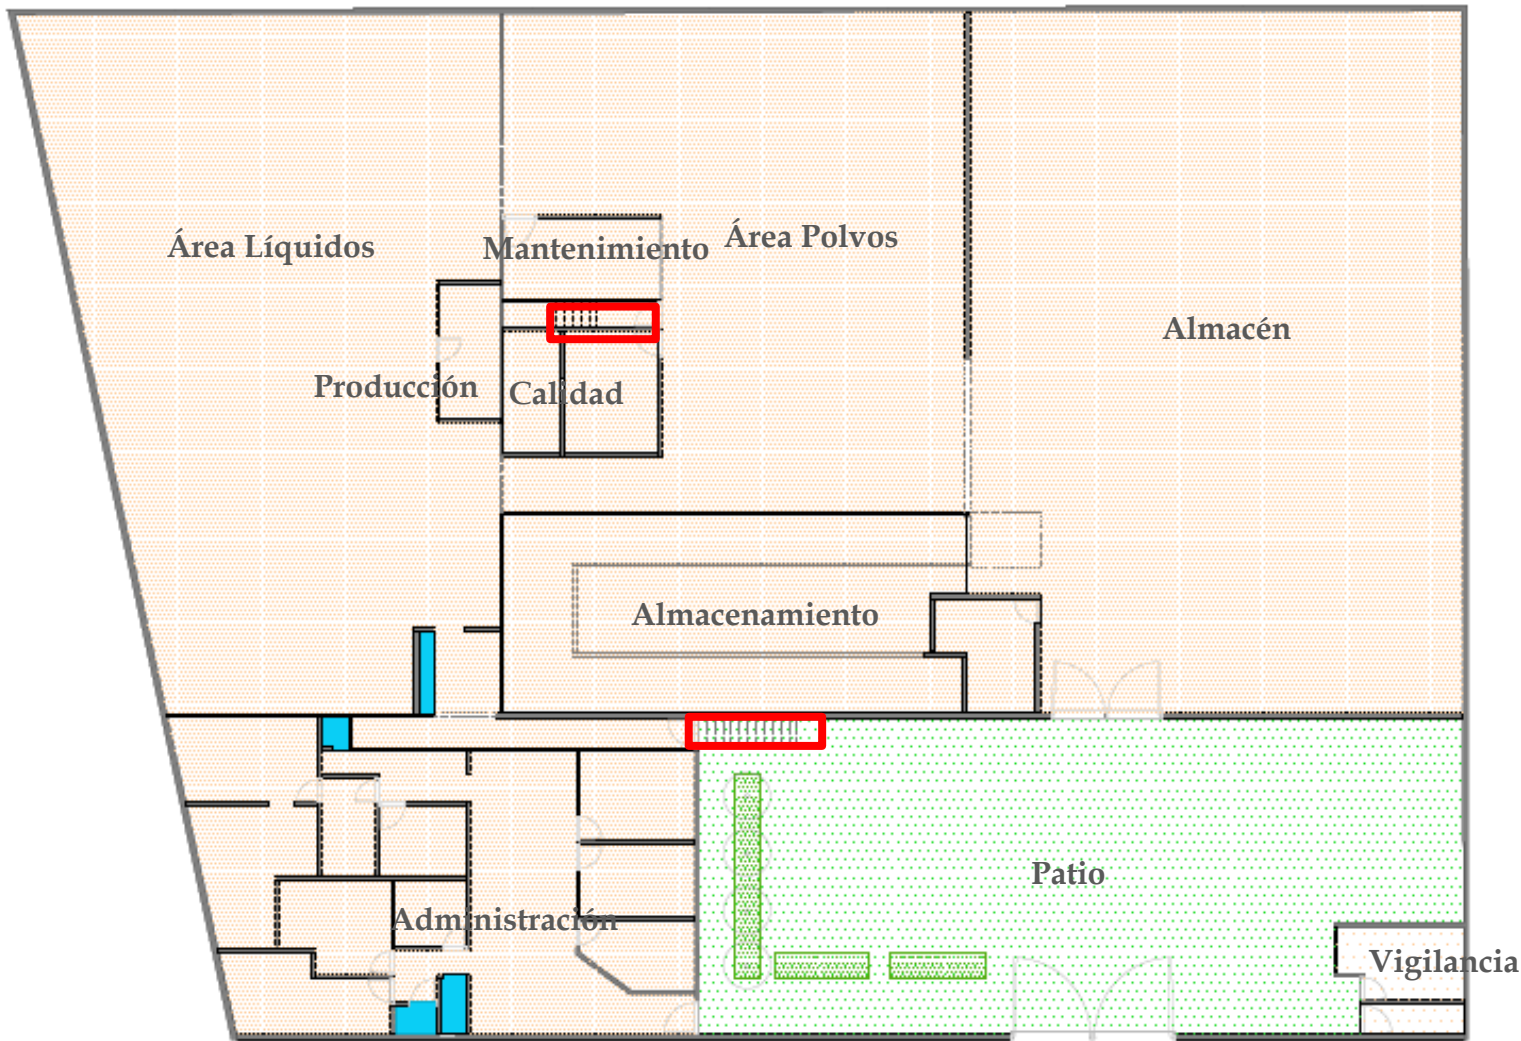 Área Líquidos
Mantenimiento
Área Polvos
Almacén
Producción
Calidad
Almacenamiento
Patio
Administración
Vigilancia